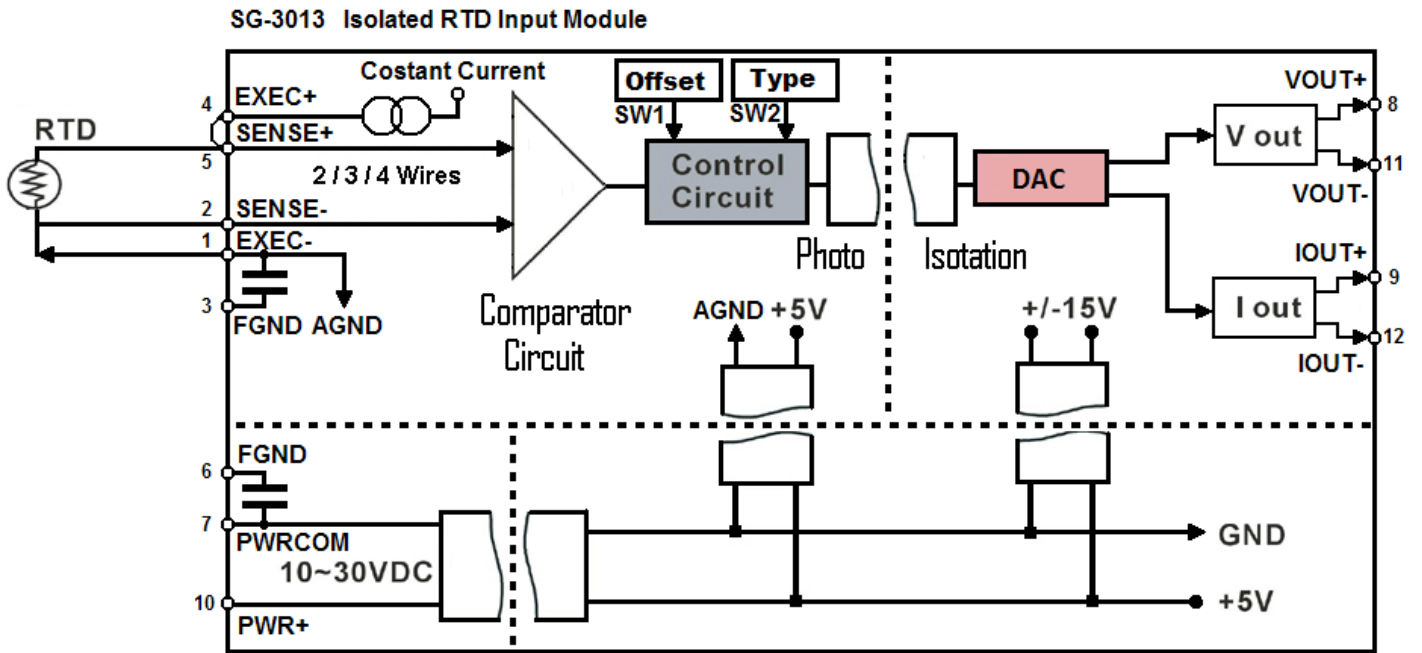 SG-3013 Isolated RTD Input Module
Costant Current
Offset
Type
SW1
SW2
VOUT+
8
4
EXEC+
RTD
SENSE+
5
2 / 3 / 4 Wires
Control
Circuit
DAC
V out
11
VOUT-
2
SENSE-
1
EXEC-
Photo
Isotation
IOUT+
9
3
FGND
AGND
Comparator
Circuit
AGND
+5V
+/-15V
I out
12
IOUT-
6
FGND
7
PWRCOM
10~30VDC
GND
10
PWR+
+5V